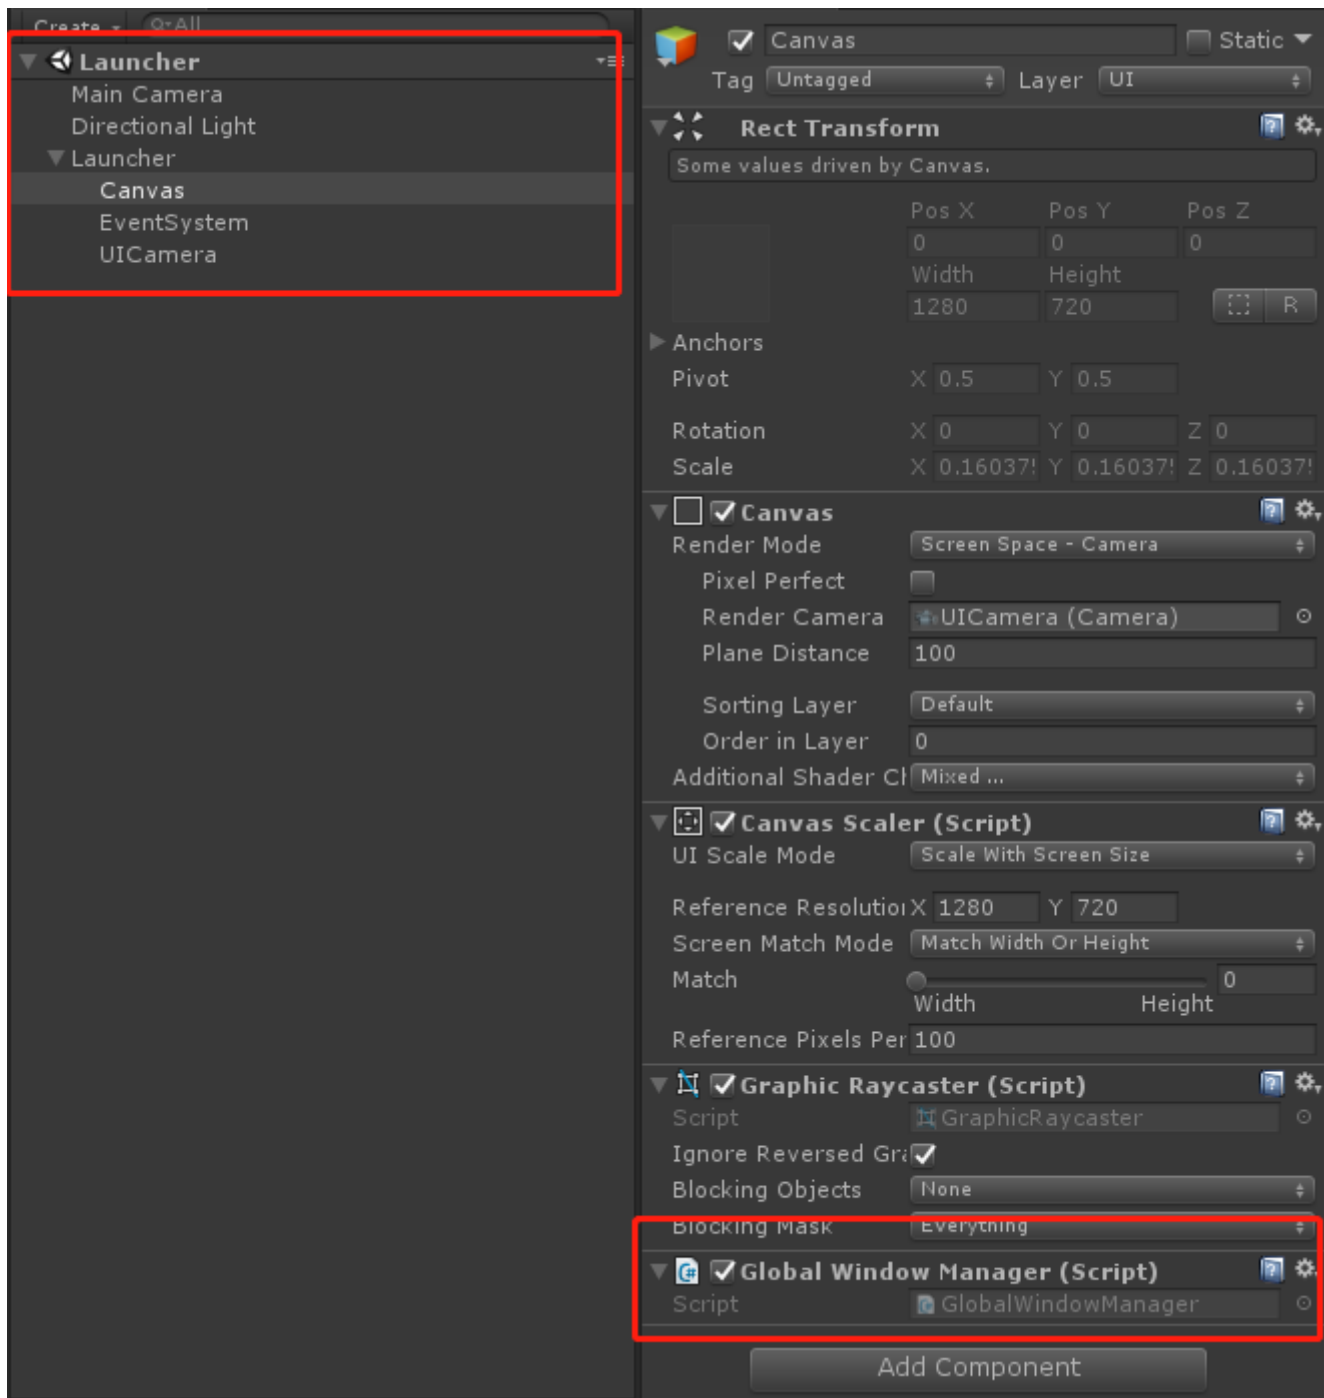 Create
All
Launcher
Main Camera
Directional Light
Launcher
Canvas
EventSystem
UICamera
Canvas
Static
Tag Untagged Layer UI
Rect Transform
Some values driven by Canvas.
Pos X Pos Y Pos Z
0 0 0
Width Height
1280 720
R
Anchors
Pivot X 0.5 Y 0.5
Rotation X 0 Y 0 Z 0
Scale X 0.16037 Y 0.16037 Z 0.16037
Canvas
Render Mode Screen Space - Camera
Pixel Perfect
Render Camera UICamera (Camera)
Plane Distance 100
Sorting Layer Default
Order in Layer 0
Additional Shader Ch Mixed ...
Canvas Scaler (Script)
UI Scale Mode Scale With Screen Size
Reference Resolution X 1280 Y 720
Screen Match Mode Match Width Or Height
Match 0
Width Height
Reference Pixels Per 100
Graphic Raycaster (Script)
Script GraphicRaycaster
Ignore Reversed Gra
Blocking Objects None
Blocking Mask Everything
Global Window Manager (Script)
Script GlobalWindowManager
Add Component